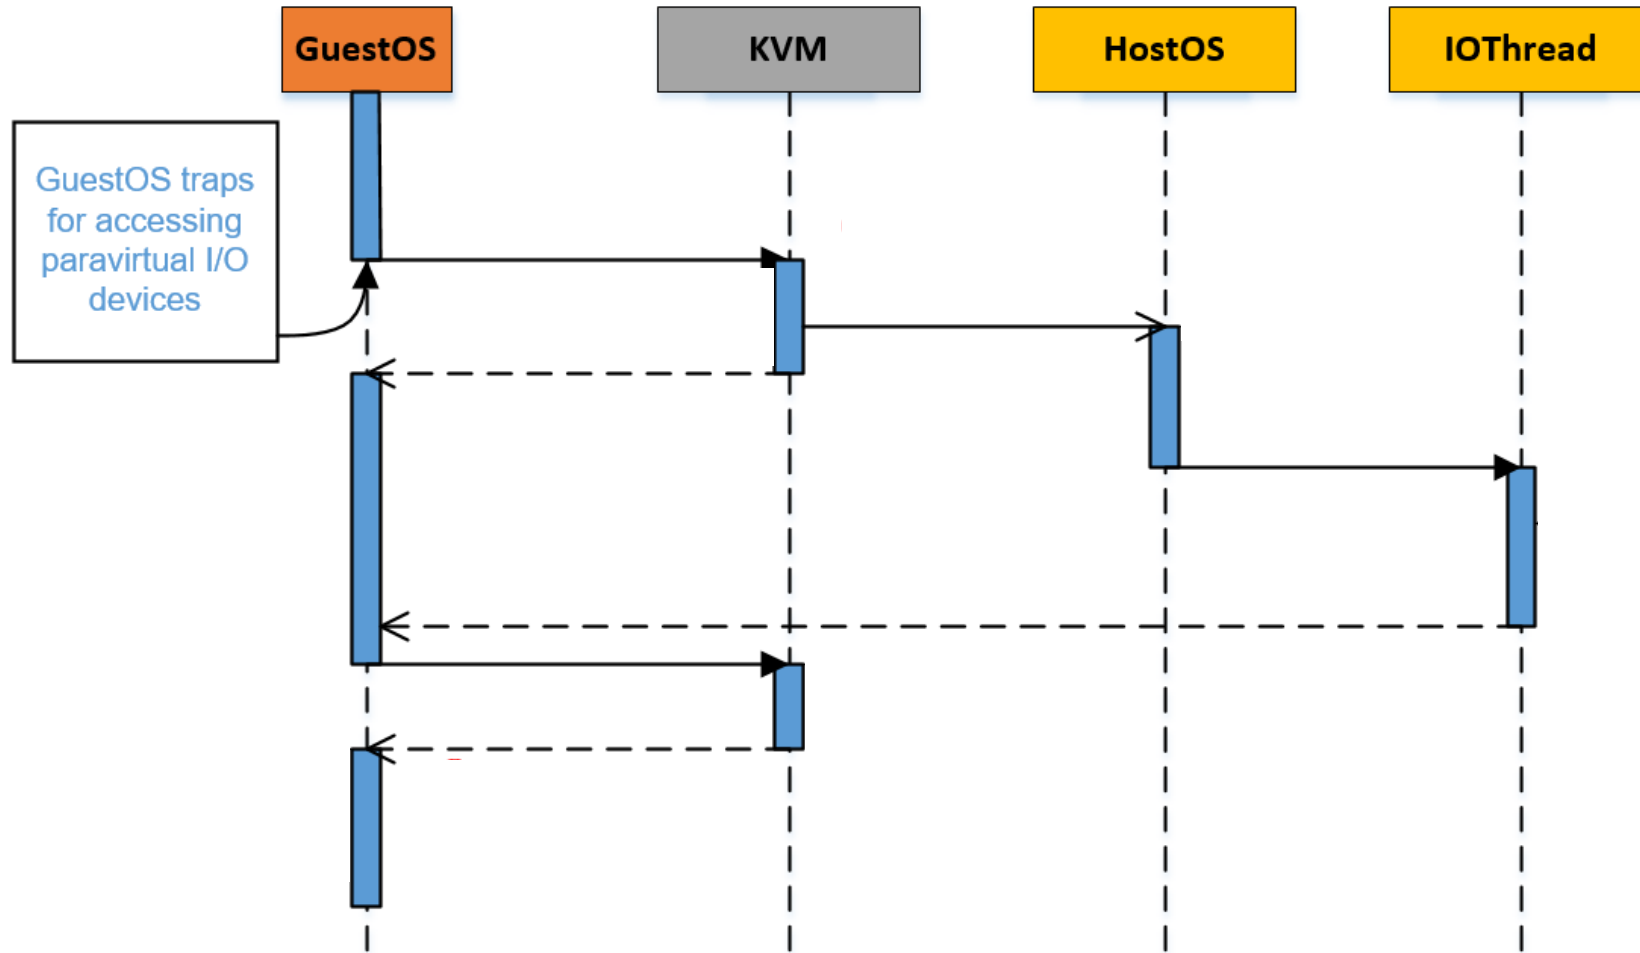 GuestOS
KVM
HostOS
IOThread
GuestOS traps
for accessing
paravirtual I/O
devices